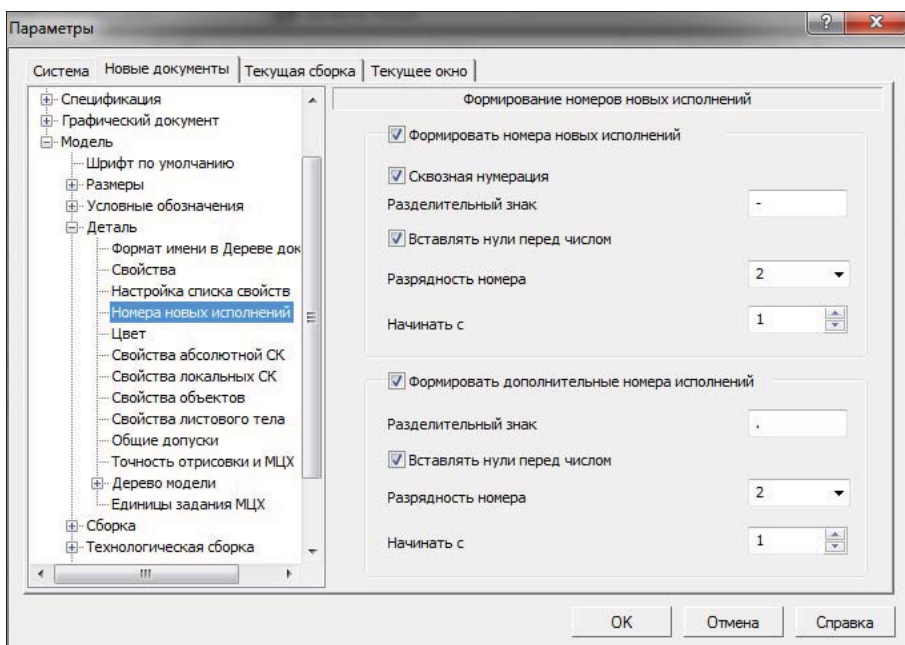 Параметры
Система Новые документы Текущая сборка Текущее окно
Спецификация
Графический документ
Модель
Шрифт по умолчанию
Размеры
Условные обозначения
Деталь
Формат имени в Дереве док
Свойства
Настройка списка свойств
Номера новых исполнений
Цвет
Свойства абсолютной СК
Свойства локальных СК
Свойства объектов
Свойства листового тела
Общие допуски
Точность отрисовки и МЦХ
Дерево модели
Единицы задания МЦХ
Сборка
Технологическая сборка
Формирование номеров новых исполнений
Формировать номера новых исполнений
Сквозная нумерация
Разделительный знак -
Вставлять нули перед числом
Разрядность номера 2
Начинать с 1
Формировать дополнительные номера исполнений
Разделительный знак .
Вставлять нули перед числом
Разрядность номера 2
Начинать с 1
OK Отмена Справка